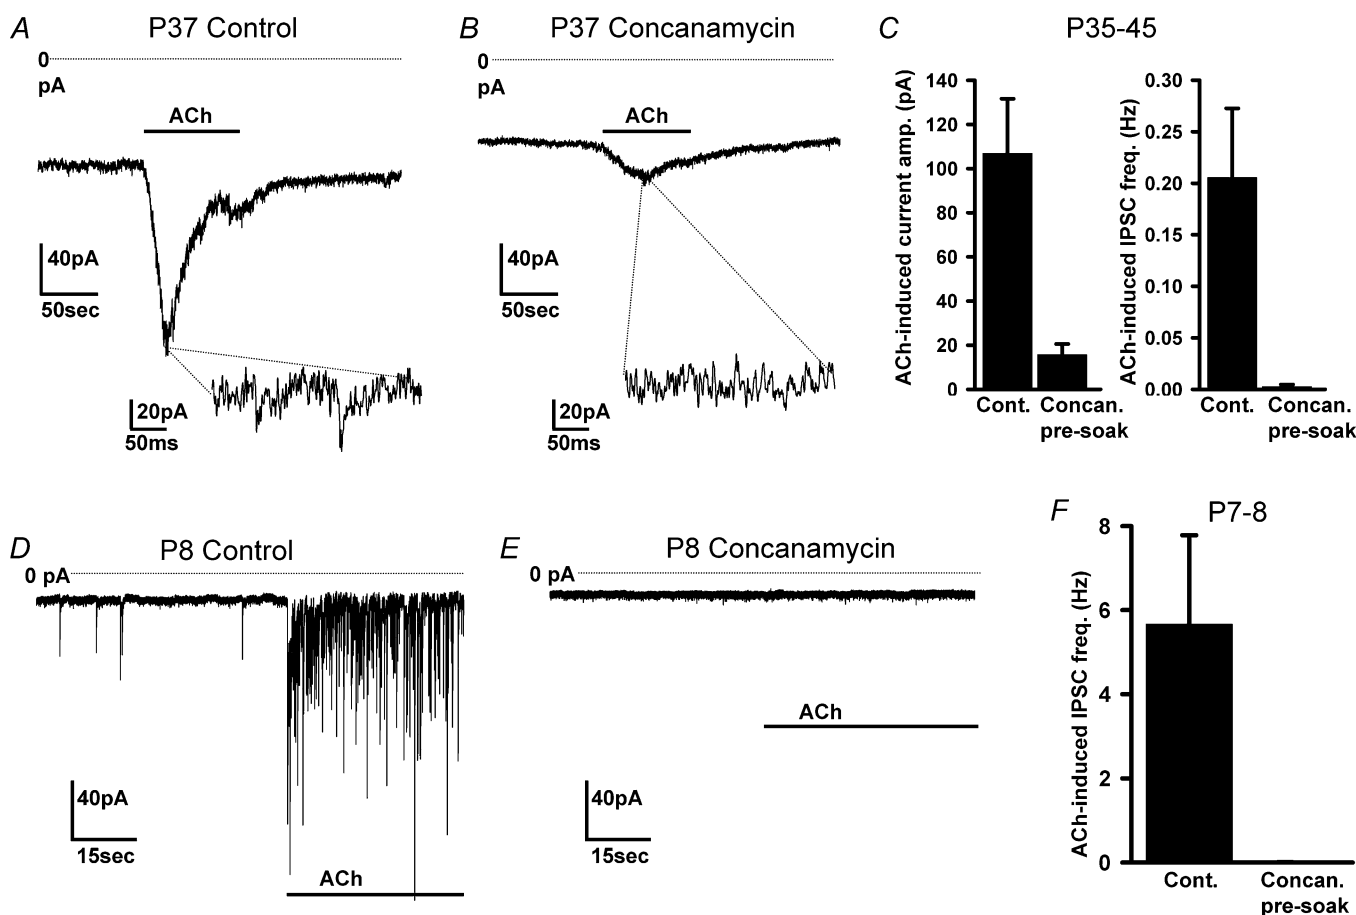 A
P37 Control
0
pA
ACh
40pA
50sec
20pA
50ms
B
P37 Concanamycin
0
pA
ACh
40pA
50sec
20pA
50ms
C
P35-45
ACh-induced current amp. (pA)
140
120
100
80
60
40
20
0
Cont.
Concan.
pre-soak
ACh-induced IPSC freq. (Hz)
0.30
0.25
0.20
0.15
0.10
0.05
0.00
Cont.
Concan.
pre-soak
D
P8 Control
0 pA
40pA
15sec
ACh
E
P8 Concanamycin
0 pA
ACh
40pA
15sec
F
P7-8
ACh-induced IPSC freq. (Hz)
8
6
4
2
0
Cont.
Concan.
pre-soak